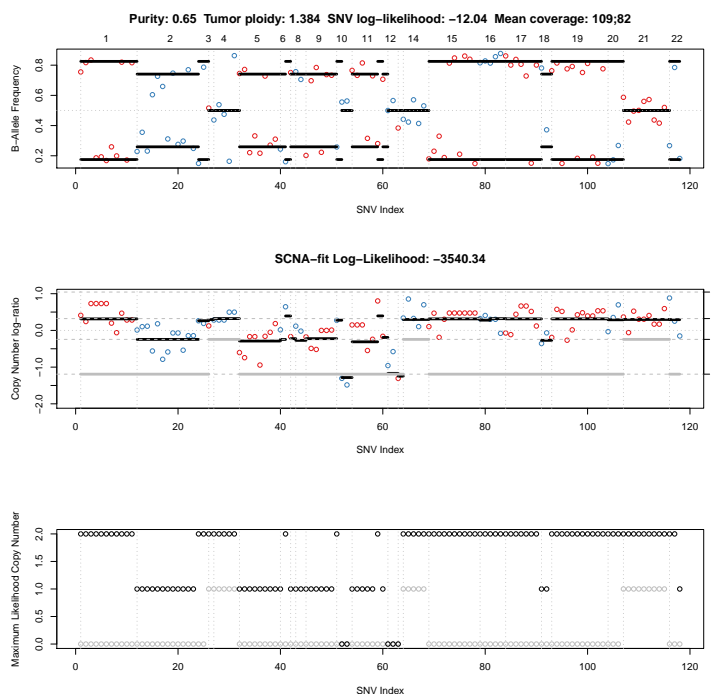 Purity: 0.65 Tumor ploidy: 1.384 SNV log−likelihood: −12.04 Mean coverage: 109;82
1 2 3 4 5 6 8 9 10 11 12 14 15 16 17 18 19 20 21 22
B−Allele Frequency
0.2 0.4 0.6 0.8
0 20 40 60 80 100 120
SNV Index
SCNA−fit Log−Likelihood: −3540.34
Copy Number log−ratio
−2.0 −1.0 0.0 1.0
0 20 40 60 80 100 120
SNV Index
Maximum Likelihood Copy Number
0.0 0.5 1.0 1.5 2.0
0 20 40 60 80 100 120
SNV Index